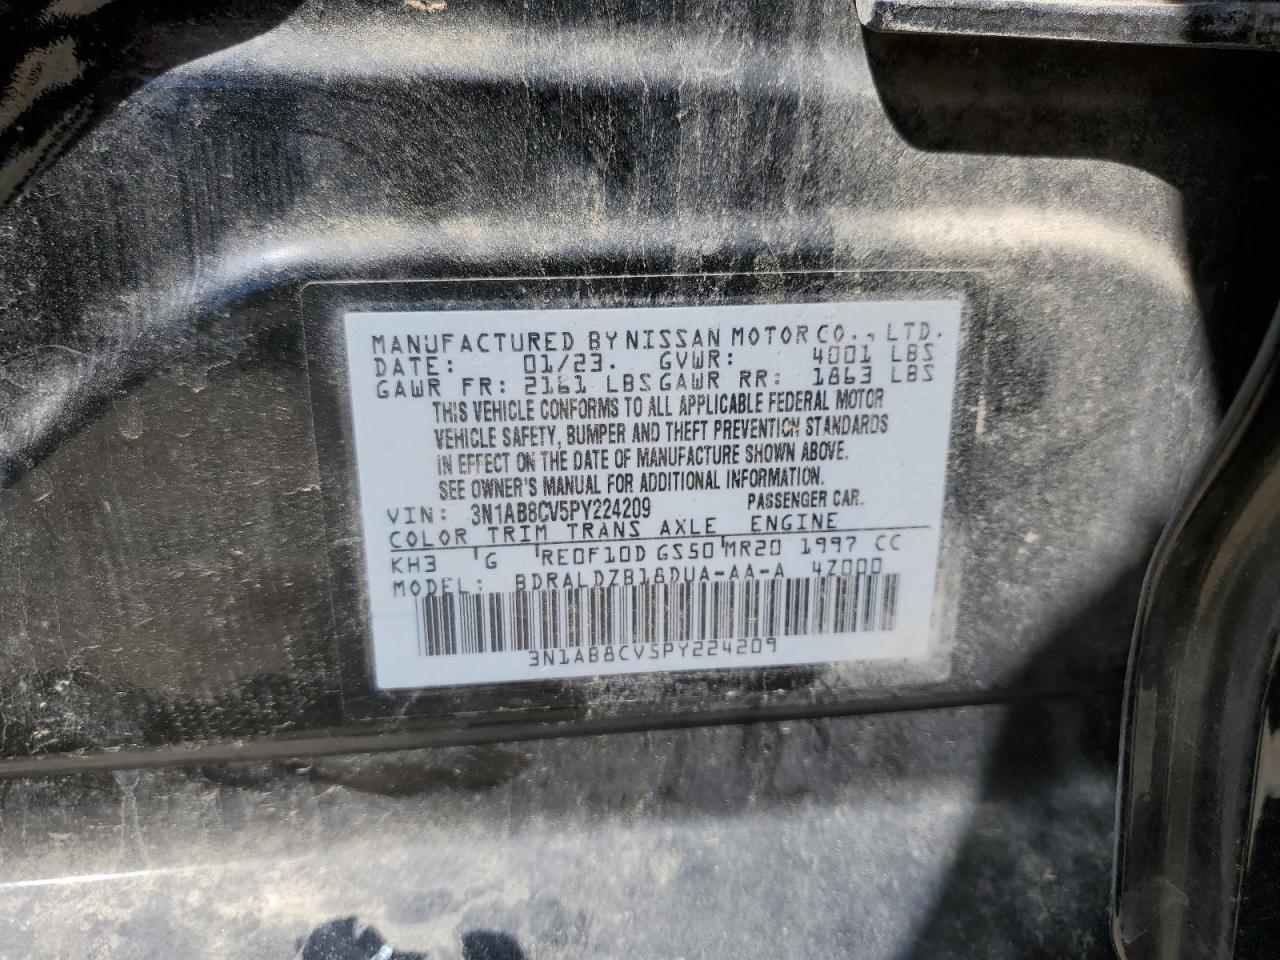 MANUFACTURED BY NISSAN MOTOR CO., LTD.
DATE: 01/23. GVWR: 4001 LBS
GAWR FR: 2161 LBS GAWR RR: 1863 LBS
THIS VEHICLE CONFORMS TO ALL APPLICABLE FEDERAL MOTOR
VEHICLE SAFETY, BUMPER AND THEFT PREVENTION STANDARDS
IN EFFECT ON THE DATE OF MANUFACTURE SHOWN ABOVE.
SEE OWNER'S MANUAL FOR ADDITIONAL INFORMATION.
VIN: 3N1AB8CV5PY224209 PASSENGER CAR.
COLOR TRIM TRANS AXLE ENGINE
KH3 G RE0F10D GS50 MR20 1997 CC
MODEL: BDRALDZB18DUA-AA-A 4Z000
3N1AB8CV5PY224209